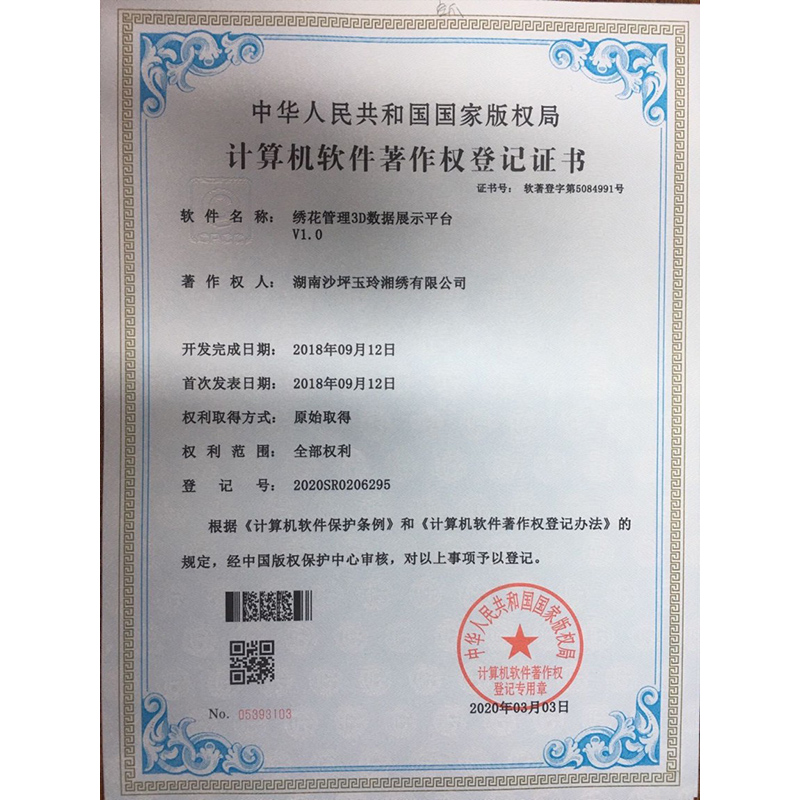 中华人民共和国国家版权局
计算机软件著作权登记证书
证书号： 软著登字第5084991号
软件名称： 绣花管理3D数据展示平台
V1.0
著作权人： 湖南沙坪玉玲湘绣有限公司
开发完成日期： 2018年09月12日
首次发表日期： 2018年09月12日
权利取得方式： 原始取得
权利范围： 全部权利
登记号： 2020SR0206295
根据《计算机软件保护条例》和《计算机软件著作权登记办法》的
规定，经中国版权保护中心审核，对以上事项予以登记。
中华人民共和国国家版权局
计算机软件著作权
登记专用章
No. 05393103
2020年03月03日